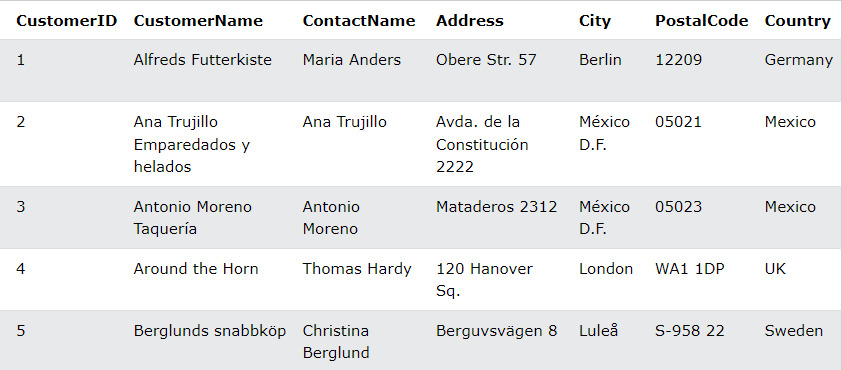 CustomerID CustomerName ContactName Address City PostalCode Country
1 Alfreds Futterkiste Maria Anders Obere Str. 57 Berlin 12209 Germany
2 Ana Trujillo Ana Trujillo Avda. de la México 05021 Mexico
Emparedados y Constitución D.F.
helados 2222
3 Antonio Moreno Antonio Mataderos 2312 México 05023 Mexico
Taquería Moreno D.F.
4 Around the Horn Thomas Hardy 120 Hanover London WA1 1DP UK
Sq.
5 Berglunds snabbköp Christina Berguvsvägen 8 Luleå S-958 22 Sweden
Berglund